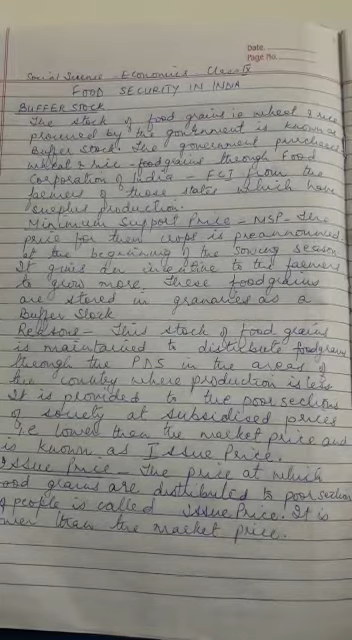 Date.
Page No.
Social Science - Economics - Class IX
FOOD SECURITY IN INDIA
BUFFER STOCK
The stock of food grains ie wheat & rice
procured by the government is known as
Buffer stock. The government purchases
wheat & rice - foodgrains through Food
Corporation of India - FCI from the
farmers of those states which have
surplus production.
Minimum Support Price - MSP - The
price for them crops is preannounced
at the beginning of the sowing season
It gives an incentive to the farmers
to grow more. These foodgrains
are stored in granaries as a
Buffer Stock
Reasons - This stock of food grains
is maintained to distribute foodgrains
through the PDS in the areas of
the country where production is less
It is provided to the poor sections
of society at subsidised prices
ie lower than the market price and
is known as Issue Price.
Issue Price - The price at which
food grains are distributed to poor section
of people is called issue Price. It is
lower than the market price.